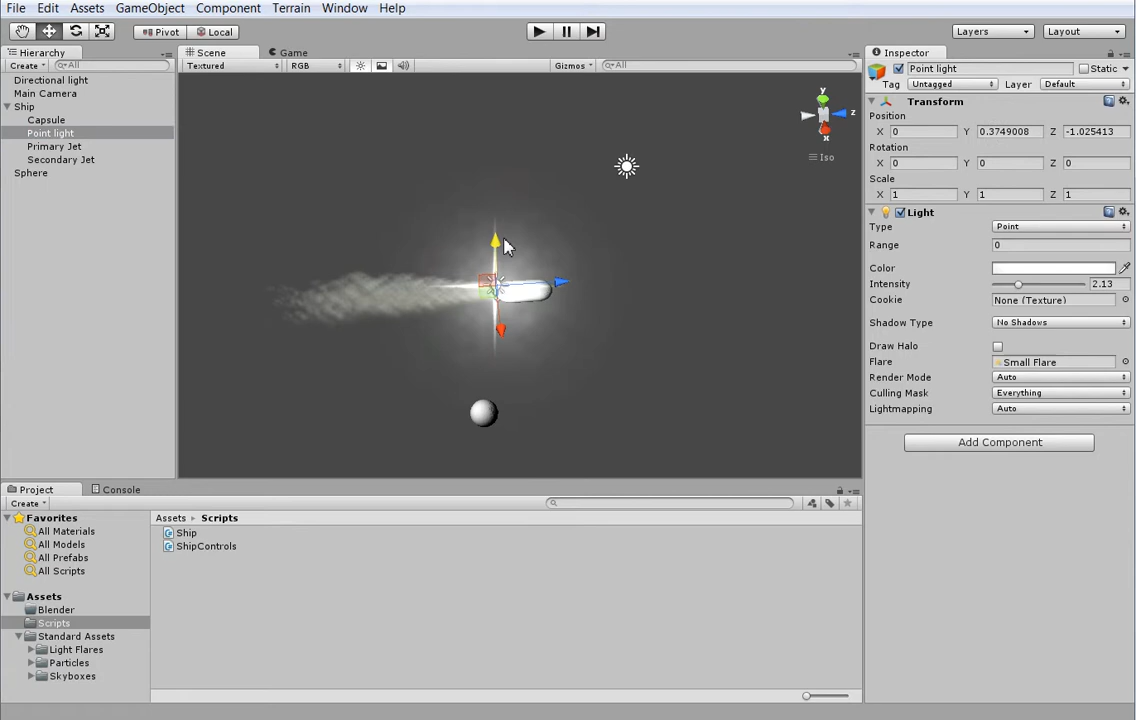 File Edit Assets GameObject Component Terrain Window Help
Pivot Local Layers Layout
Hierarchy
Create All
Directional light
Main Camera
Ship
Capsule
Point light
Primary Jet
Secondary Jet
Sphere
Scene Game
Textured RGB Gizmos All
y
z
x
Iso
Inspector
Point light Static
Tag Untagged Layer Default
Transform
Position
X 0 Y 0.3749008 Z -1.025413
Rotation
X 0 Y 0 Z 0
Scale
X 1 Y 1 Z 1
Light
Type Point
Range 0
Color
Intensity 2.13
Cookie None (Texture)
Shadow Type No Shadows
Draw Halo
Flare Small Flare
Render Mode Auto
Culling Mask Everything
Lightmapping Auto
Add Component
Project Console
Create
Favorites
All Materials
All Models
All Prefabs
All Scripts
Assets
Blender
Scripts
Standard Assets
Light Flares
Particles
Skyboxes
Assets Scripts
Ship
ShipControls